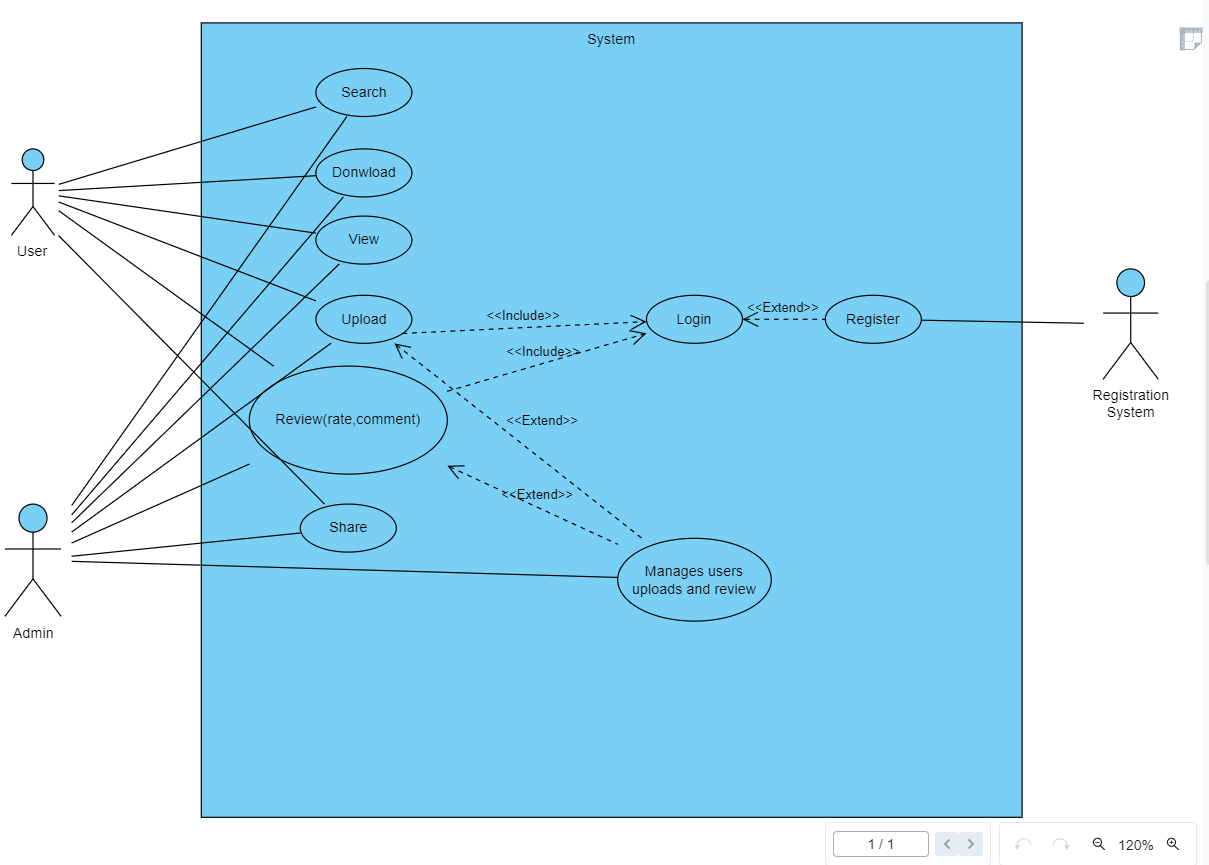 System
Search
Donwload
User
View
Upload
<<Include>>
Login
<<Extend>>
Register
<<Include>>
Registration
System
Review(rate,comment)
<<Extend>>
<<Extend>>
Share
Manages users
uploads and review
Admin
1 / 1
120%